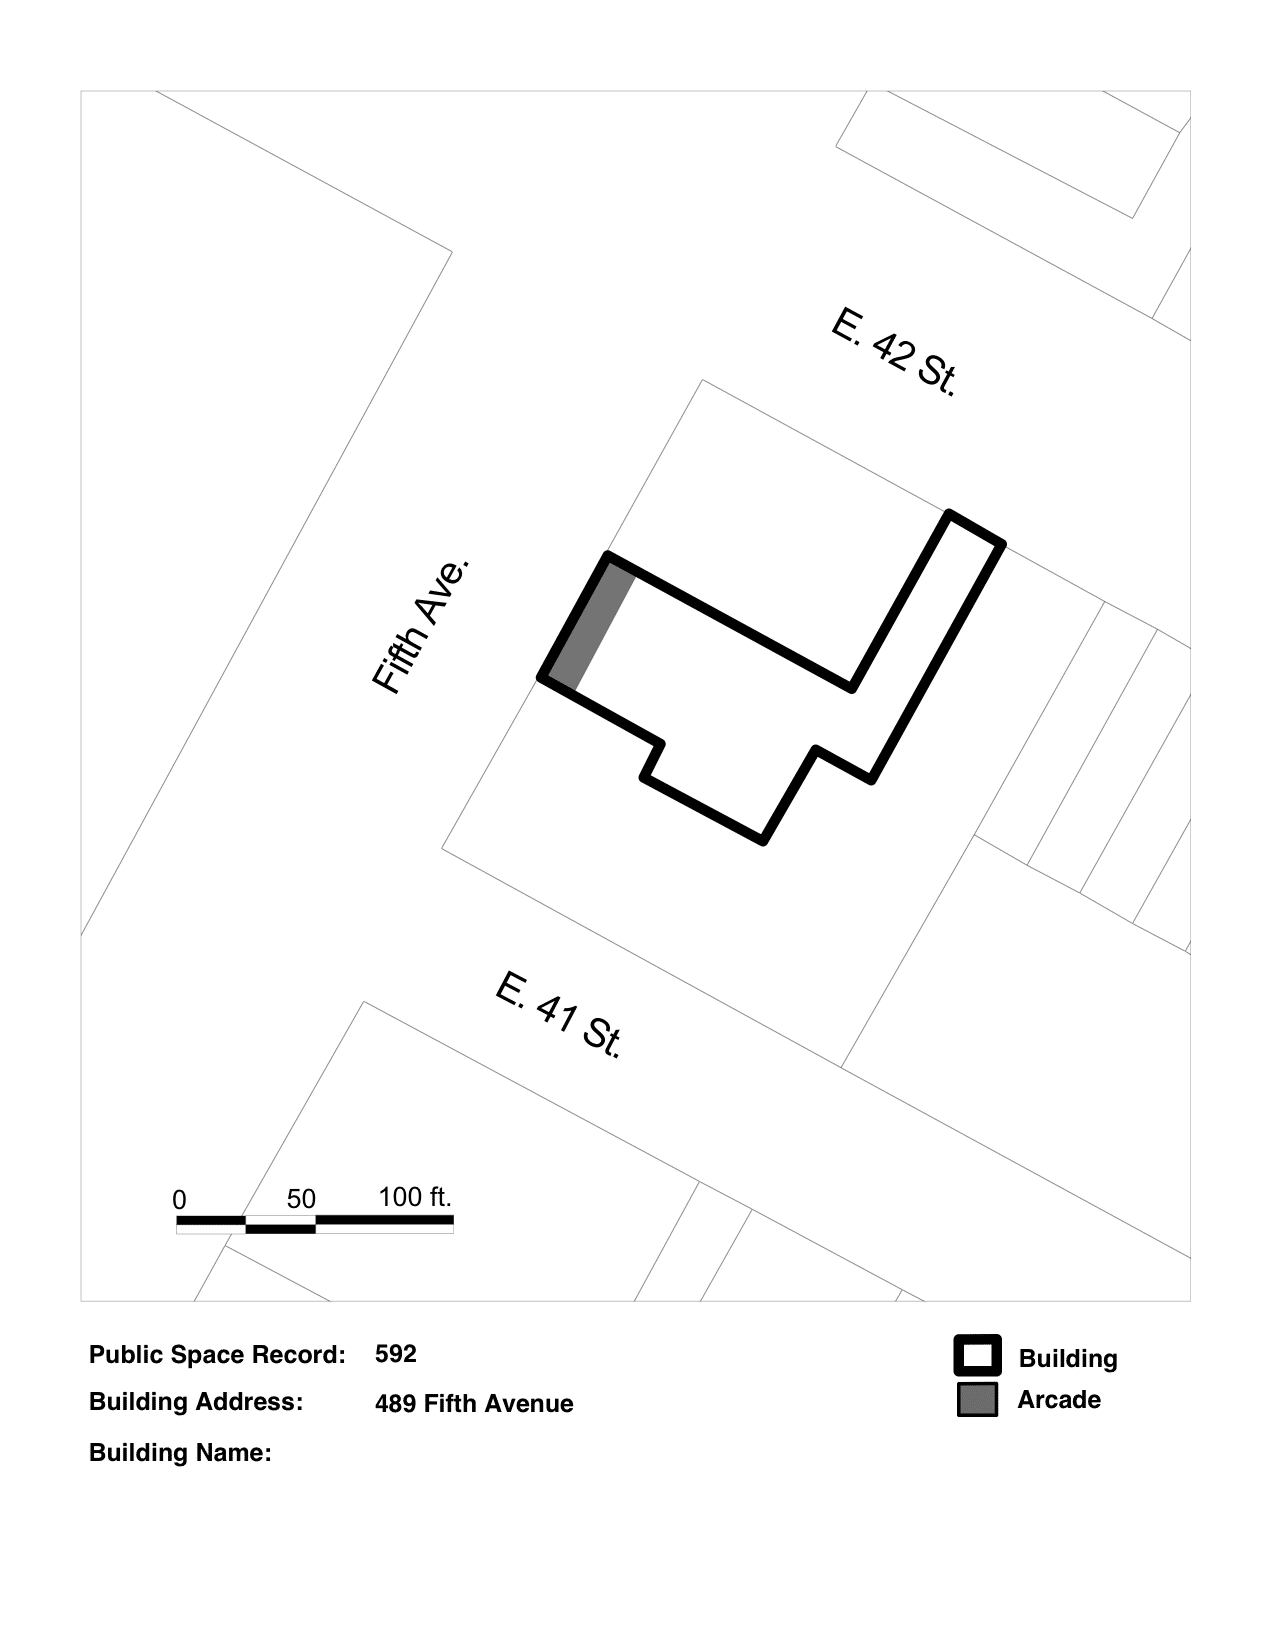 E. 42 St.
Fifth Ave.
E. 41 St.
0 50 100 ft.
Public Space Record: 592
Building Address: 489 Fifth Avenue
Building Name:
Building
Arcade